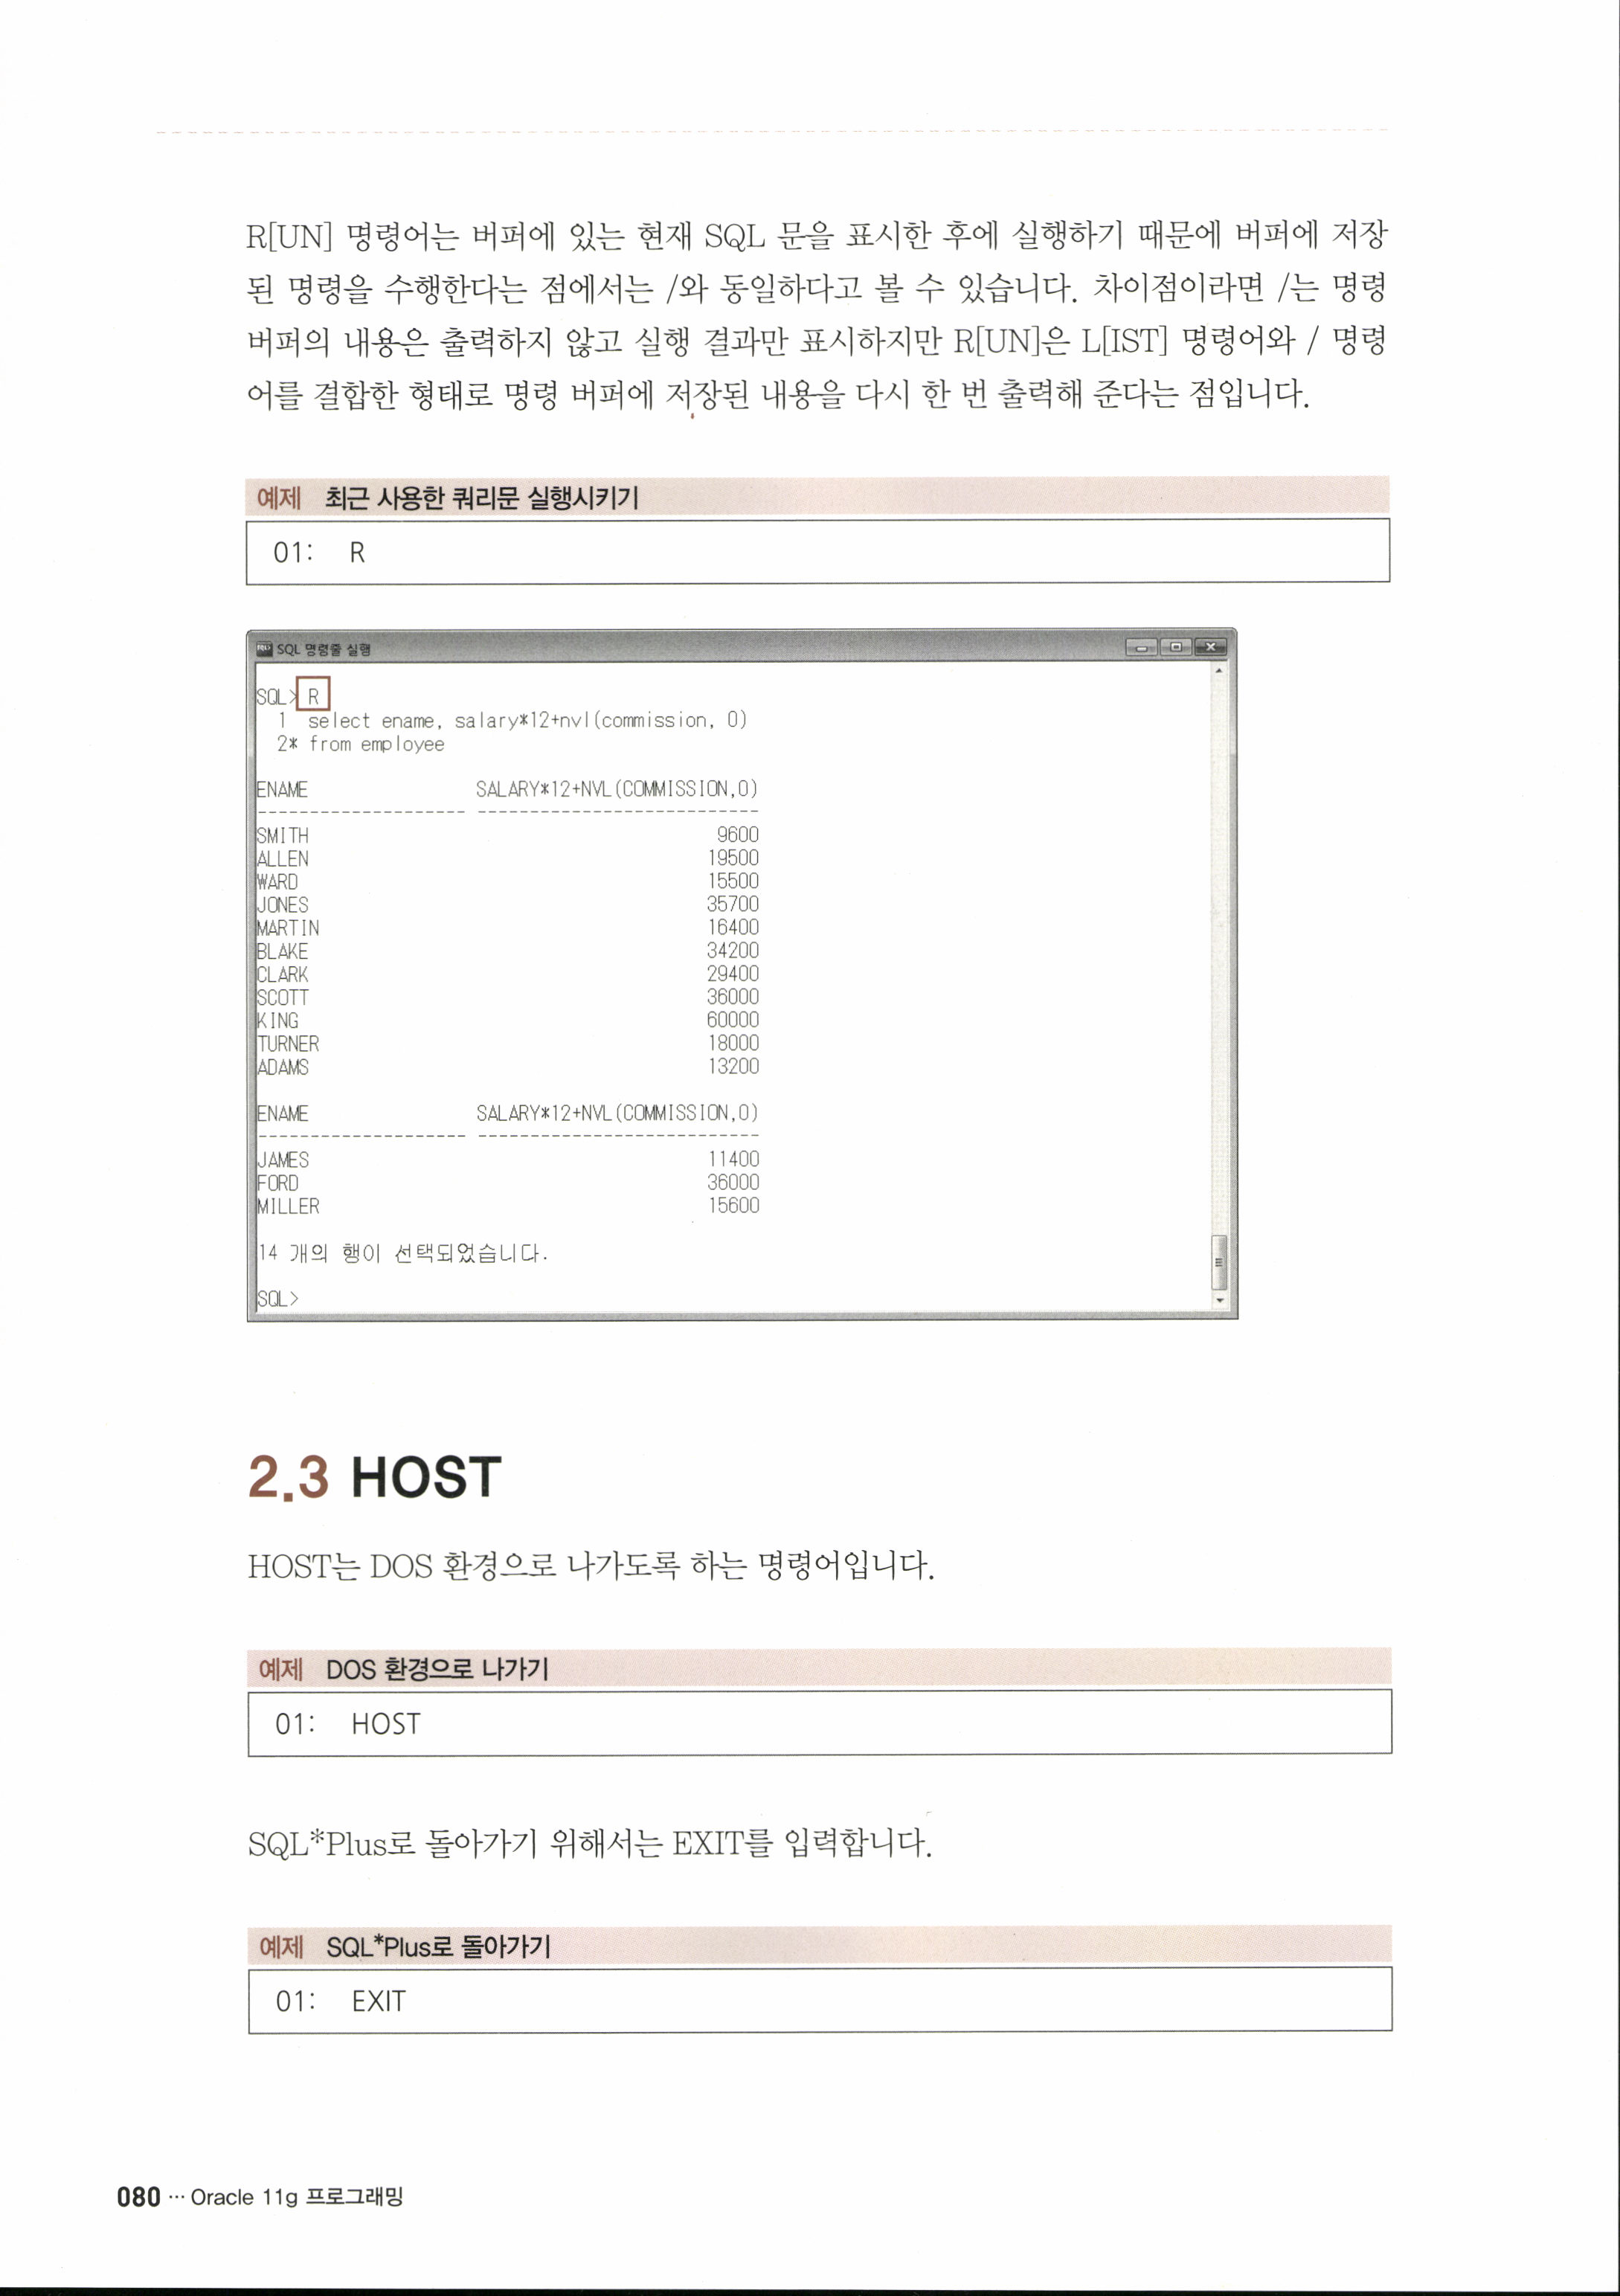 R[UN] 명령어는 버퍼에 있는 현재 SQL 문을 표시한 후에 실행하기 때문에 버퍼에 저장
된 명령을 수행한다는 점에서는 /와 동일하다고 볼 수 있습니다. 차이점이라면 /는 명령
버퍼의 내용은 출력하지 않고 실행 결과만 표시하지만 R[UN]은 L[IST] 명령어와 / 명령
어를 결합한 형태로 명령 버퍼에 저장된 내용을 다시 한 번 출력해 준다는 점입니다.
예제 최근 사용한 쿼리문 실행시키기
01: R
SQL 명령줄 실행
SQL> R
1 select ename, salary*12+nvl(commission, 0)
2* from employee
ENAME SALARY*12+NVL(COMMISSION,0)
-------------------- ---------------------------
SMITH 9600
ALLEN 19500
WARD 15500
JONES 35700
MARTIN 16400
BLAKE 34200
CLARK 29400
SCOTT 36000
KING 60000
TURNER 18000
ADAMS 13200
ENAME SALARY*12+NVL(COMMISSION,0)
-------------------- ---------------------------
JAMES 11400
FORD 36000
MILLER 15600
14 개의 행이 선택되었습니다.
SQL>
2.3 HOST
HOST는 DOS 환경으로 나가도록 하는 명령어입니다.
예제 DOS 환경으로 나가기
01: HOST
SQL*Plus로 돌아가기 위해서는 EXIT를 입력합니다.
예제 SQL*Plus로 돌아가기
01: EXIT
080 ··· Oracle 11g 프로그래밍